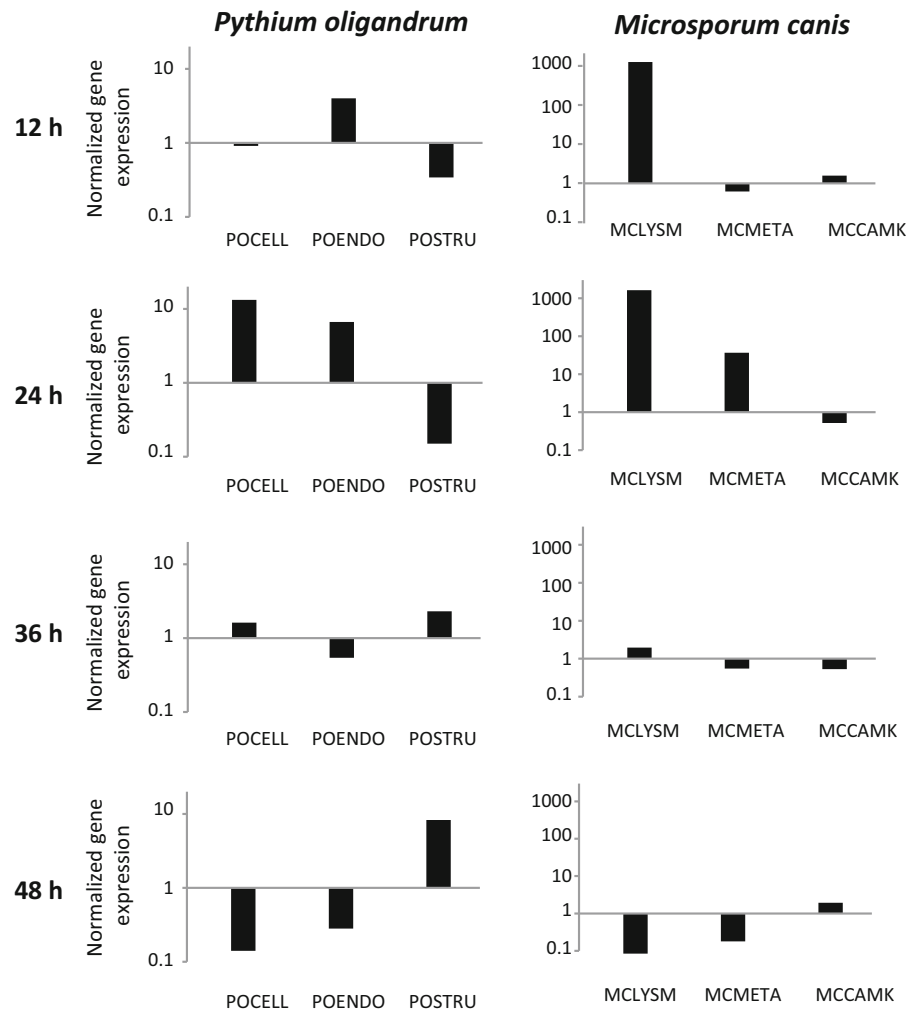 Pythium oligandrum
Microsporum canis
12 h
Normalized gene
expression
10
1
0.1
POCELL POENDO POSTRU
1000
100
10
1
0.1
MCLYSM MCMETA MCCAMK
24 h
Normalized gene
expression
10
1
0.1
POCELL POENDO POSTRU
1000
100
10
1
0.1
MCLYSM MCMETA MCCAMK
36 h
Normalized gene
expression
10
1
0.1
POCELL POENDO POSTRU
1000
100
10
1
0.1
MCLYSM MCMETA MCCAMK
48 h
Normalized gene
expression
10
1
0.1
POCELL POENDO POSTRU
1000
100
10
1
0.1
MCLYSM MCMETA MCCAMK